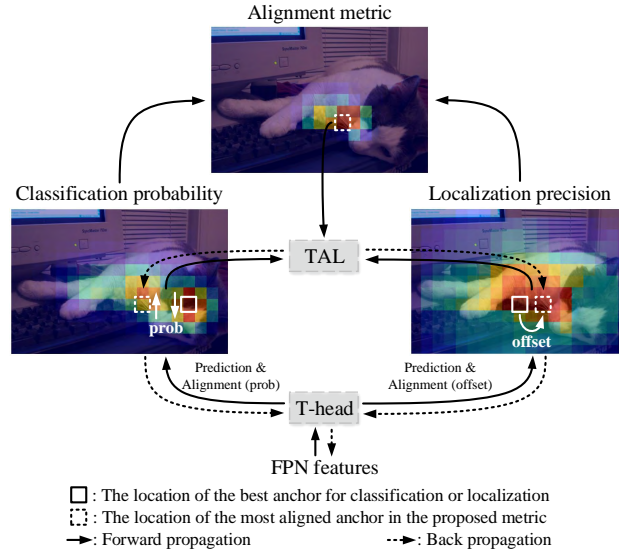 Alignment metric
Classification probability
Localization precision
TAL
prob
offset
Prediction &
Alignment (prob)
Prediction &
Alignment (offset)
T-head
FPN features
: The location of the best anchor for classification or localization
: The location of the most aligned anchor in the proposed metric
: Forward propagation
: Back propagation